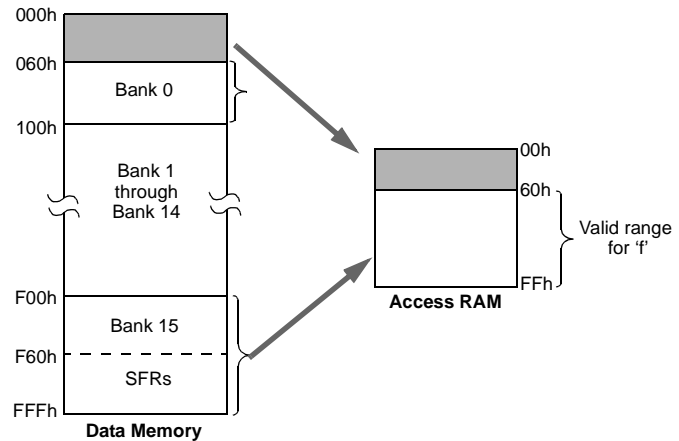 000h
060h
Bank 0
100h
Bank 1
through
Bank 14
F00h
Bank 15
F60h
SFRs
FFFh
Data Memory
00h
60h
Valid range
for ‘f’
FFh
Access RAM